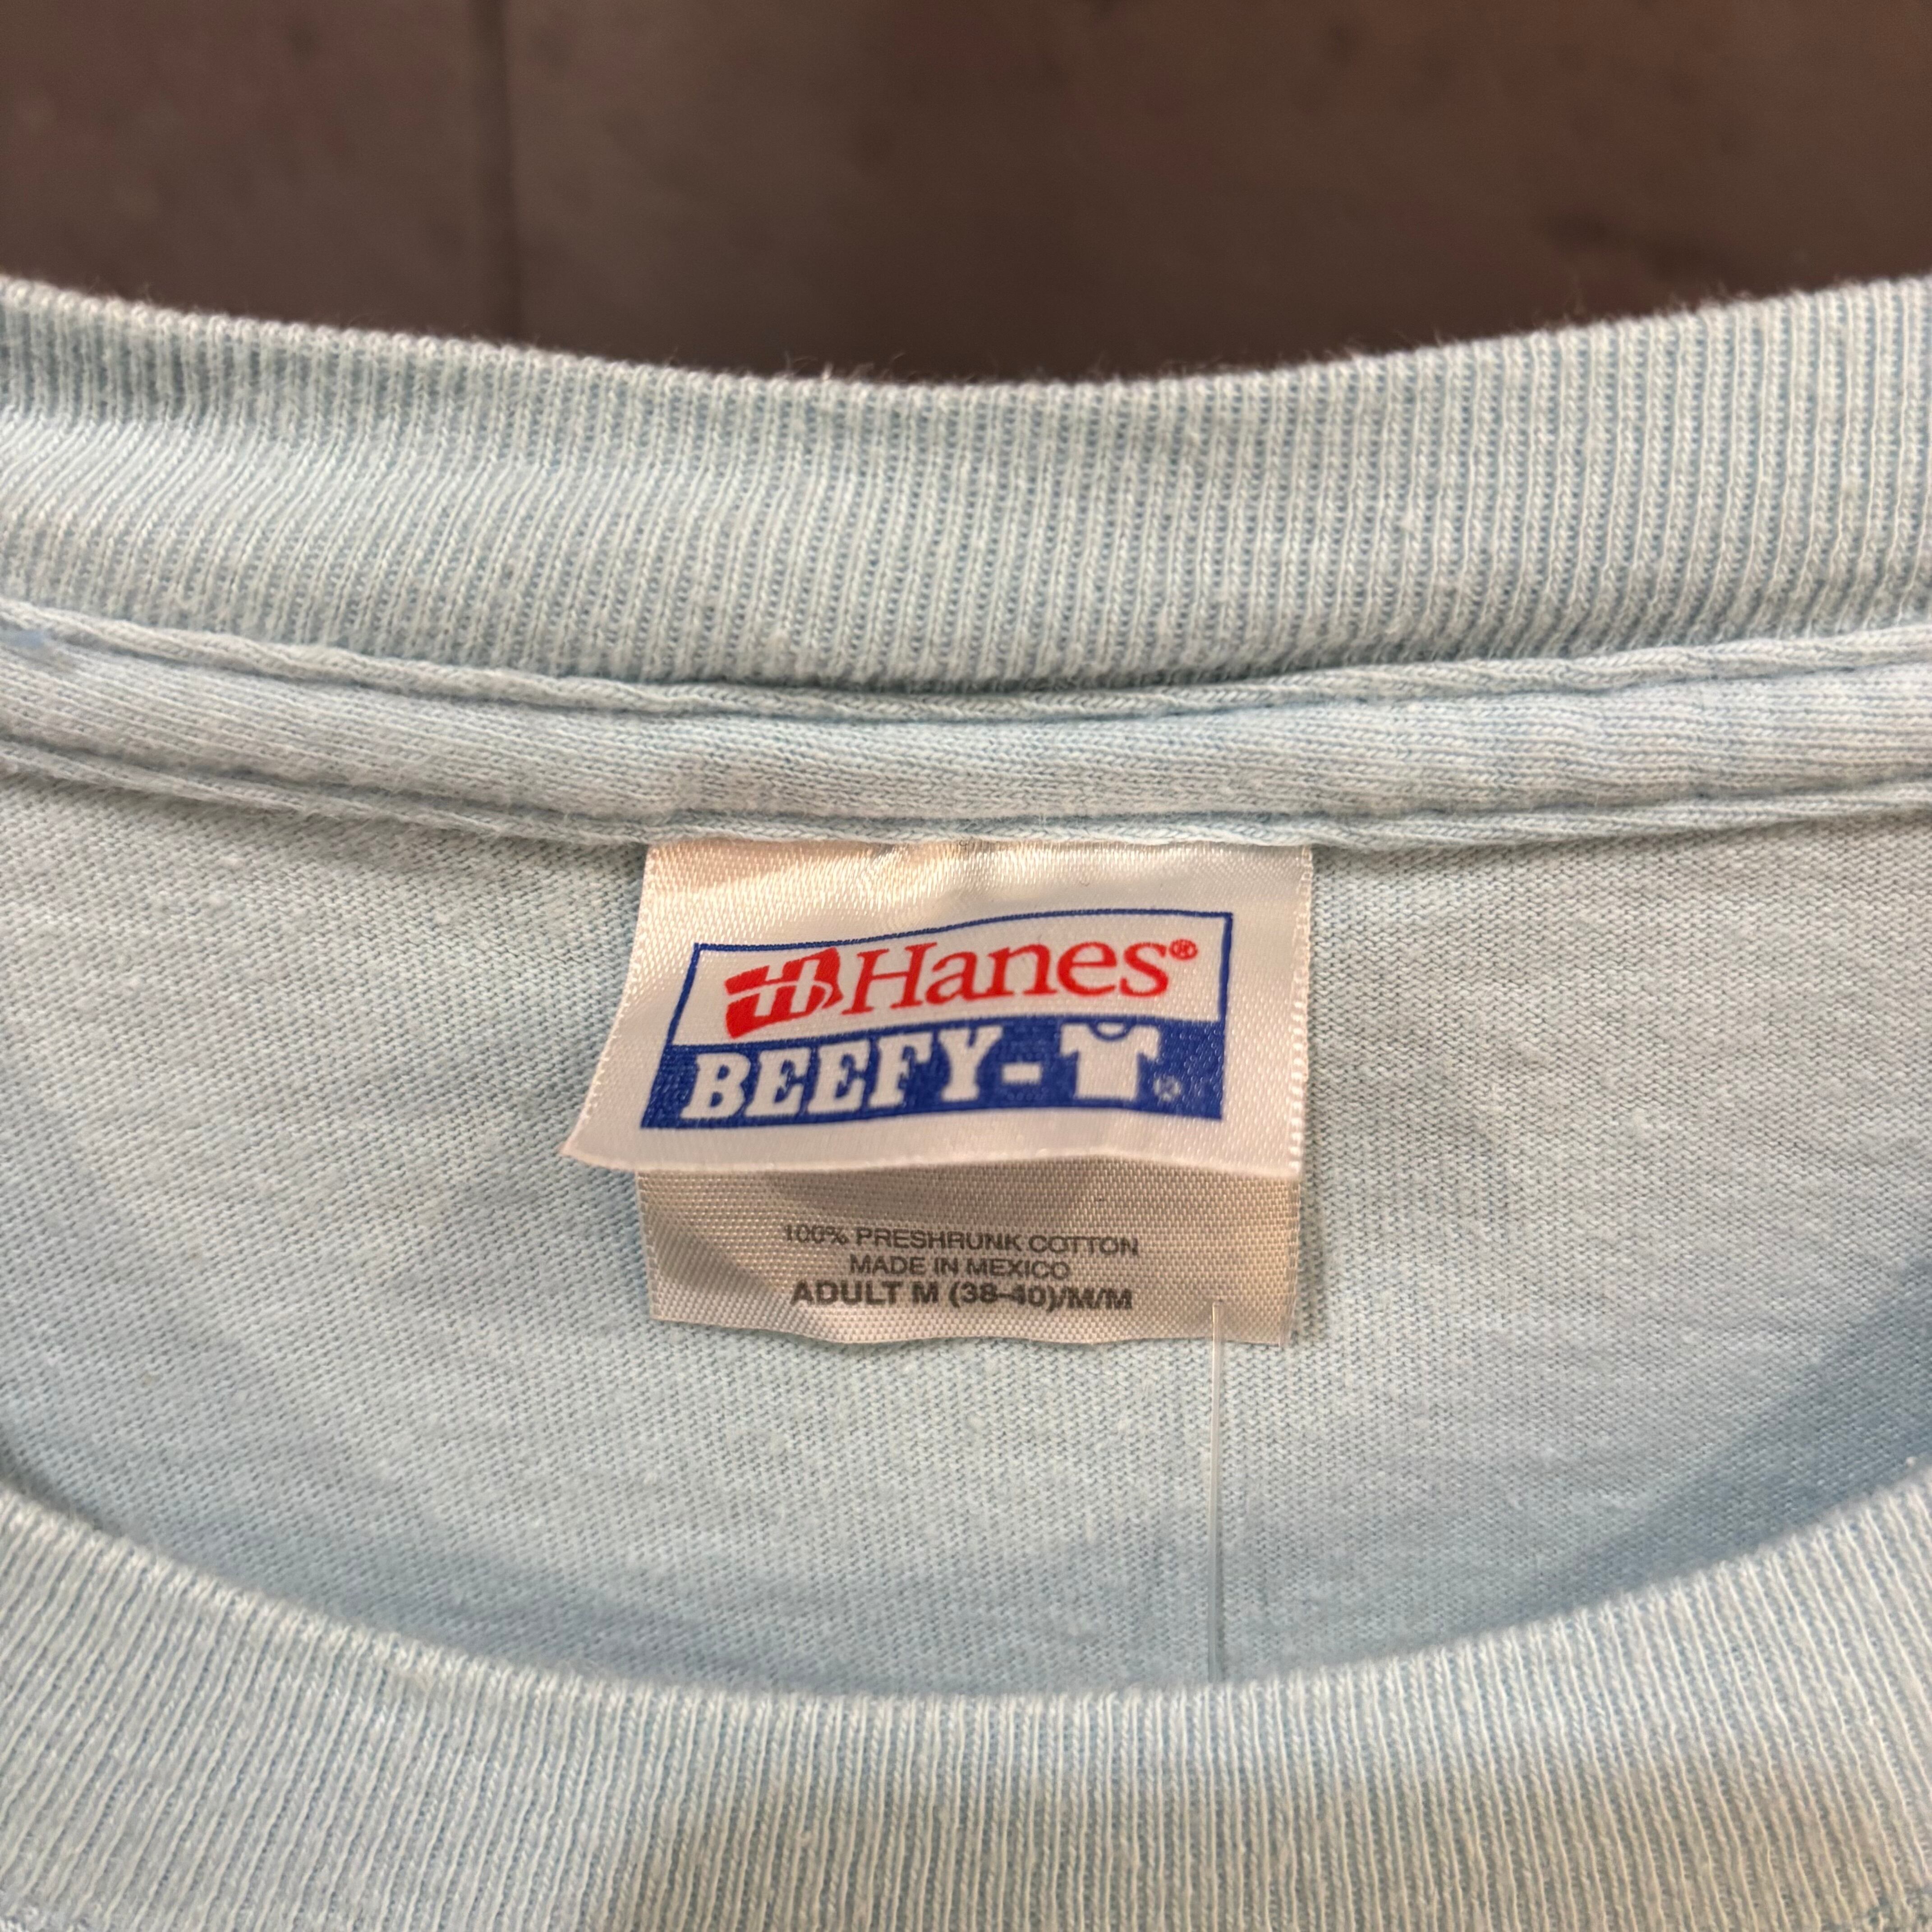 Hanes®
BEEFY-T®
100% PRESHRUNK COTTON
MADE IN MEXICO
ADULT M (38-40)/M/M